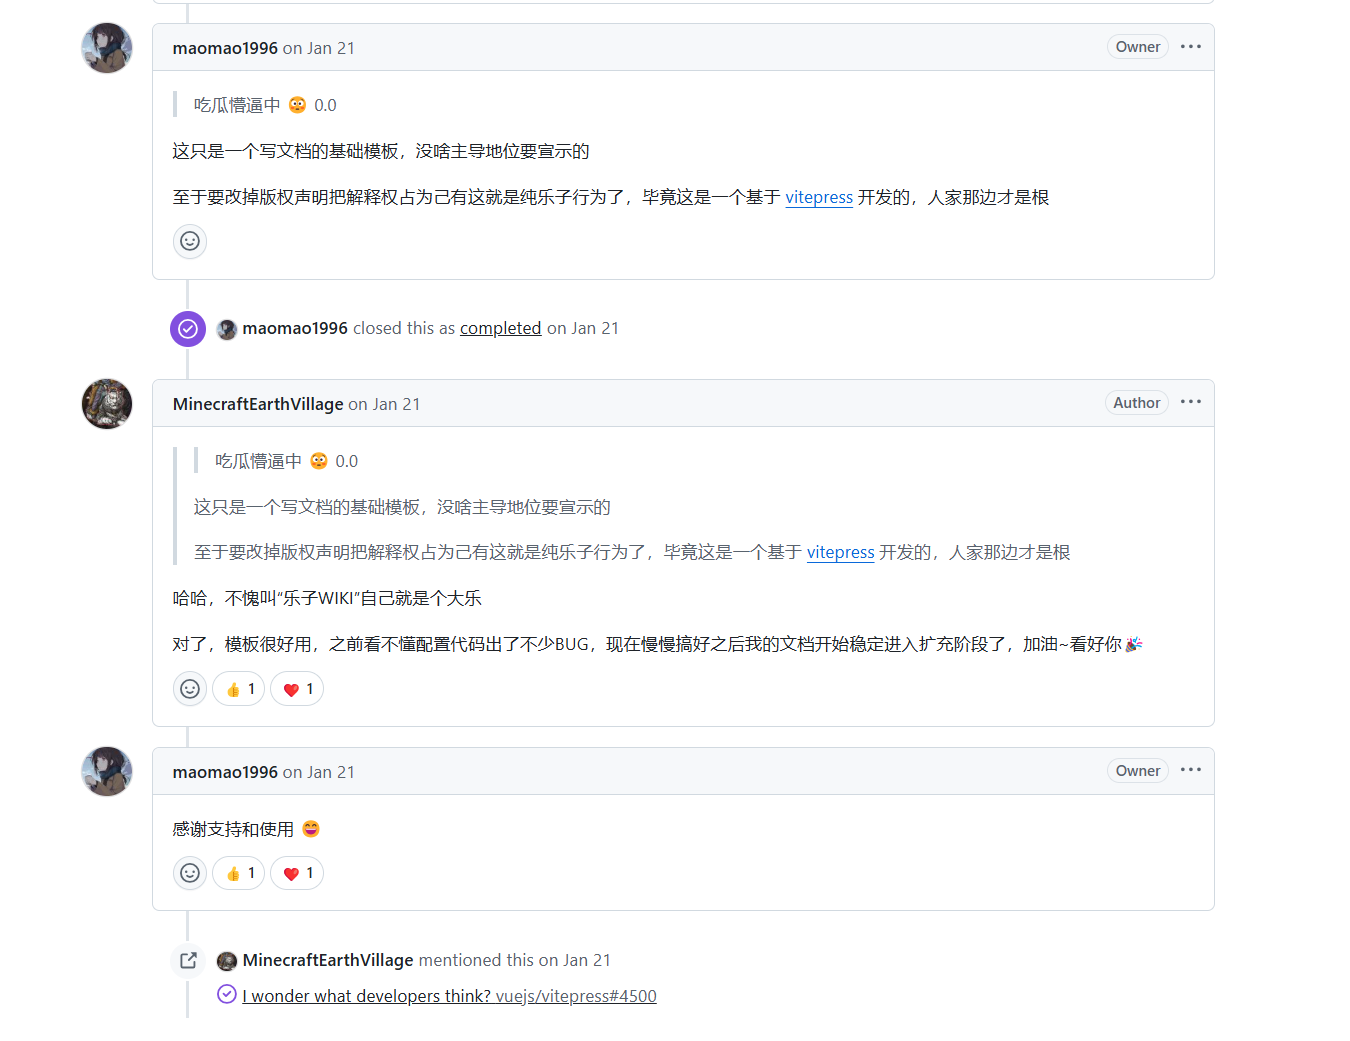 maomao1996 on Jan 21
Owner
吃瓜懵逼中 😳 0.0
这只是一个写文档的基础模板，没啥主导地位要宣示的
至于要改掉版权声明把解释权占为己有这就是纯乐子行为了，毕竟这是一个基于 vitepress 开发的，人家那边才是根
maomao1996 closed this as completed on Jan 21
MinecraftEarthVillage on Jan 21
Author
吃瓜懵逼中 😳 0.0
这只是一个写文档的基础模板，没啥主导地位要宣示的
至于要改掉版权声明把解释权占为己有这就是纯乐子行为了，毕竟这是一个基于 vitepress 开发的，人家那边才是根
哈哈，不愧叫“乐子WIKI”自己就是个大乐
对了，模板很好用，之前看不懂配置代码出了不少BUG，现在慢慢搞好之后我的文档开始稳定进入扩充阶段了，加油~看好你🎉
👍 1 ❤️ 1
maomao1996 on Jan 21
Owner
感谢支持和使用 😄
👍 1 ❤️ 1
MinecraftEarthVillage mentioned this on Jan 21
I wonder what developers think? vuejs/vitepress#4500